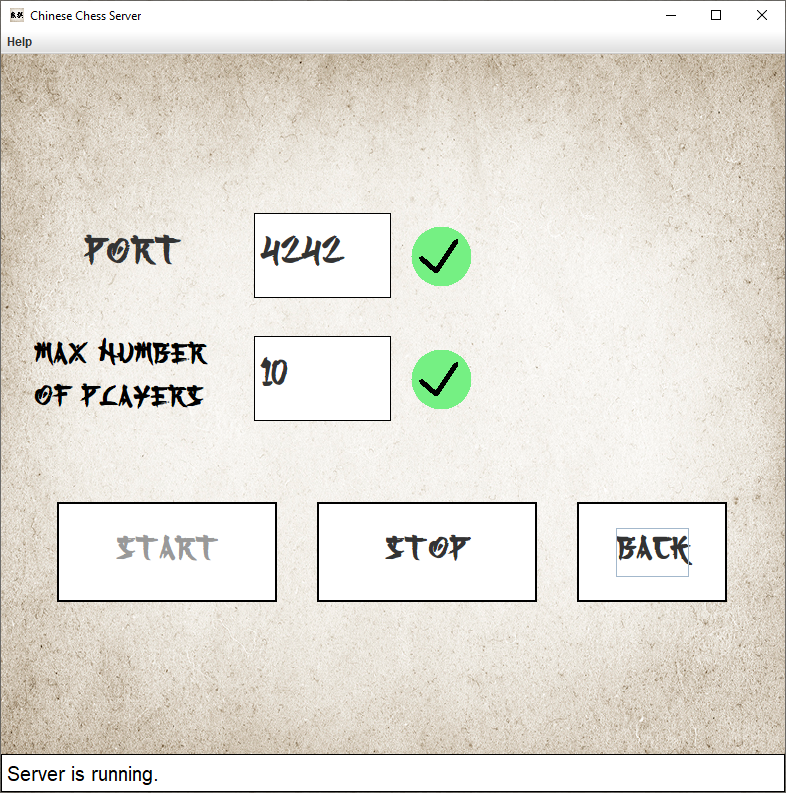 Chinese Chess Server
Help
PORT
4242
MAX NUMBER
OF PLAYERS
10
START
STOP
BACK
Server is running.